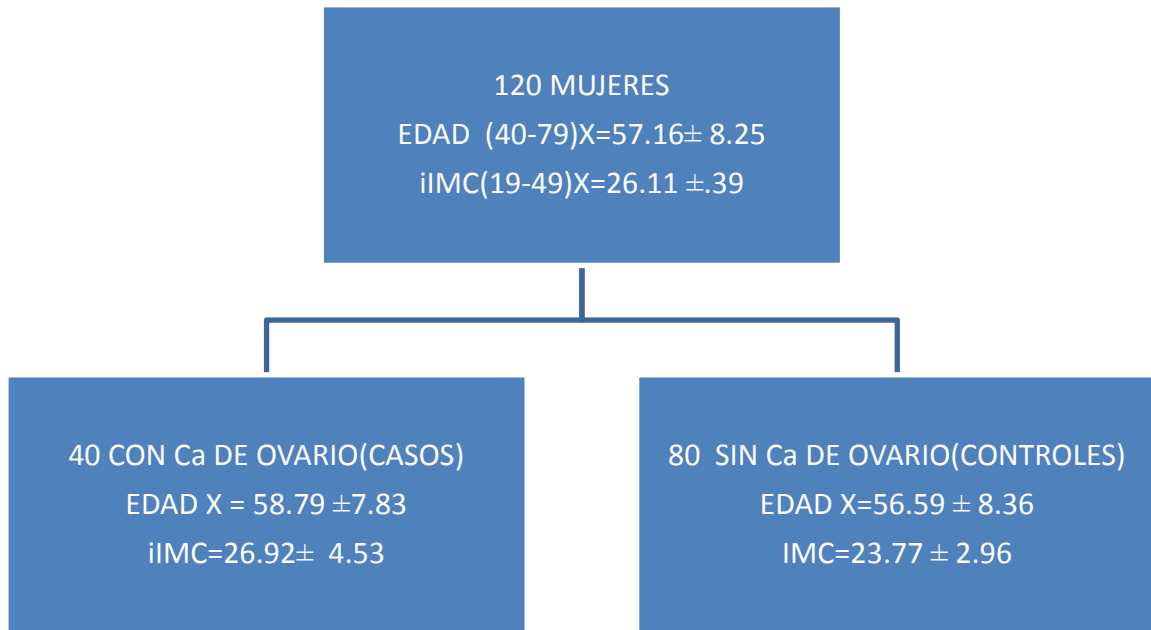 120 MUJERES
EDAD (40-79)X=57.16± 8.25
iIMC(19-49)X=26.11 ±.39
40 CON Ca DE OVARIO(CASOS)
EDAD X = 58.79 ±7.83
iIMC=26.92± 4.53
80 SIN Ca DE OVARIO(CONTROLES)
EDAD X=56.59 ± 8.36
IMC=23.77 ± 2.96